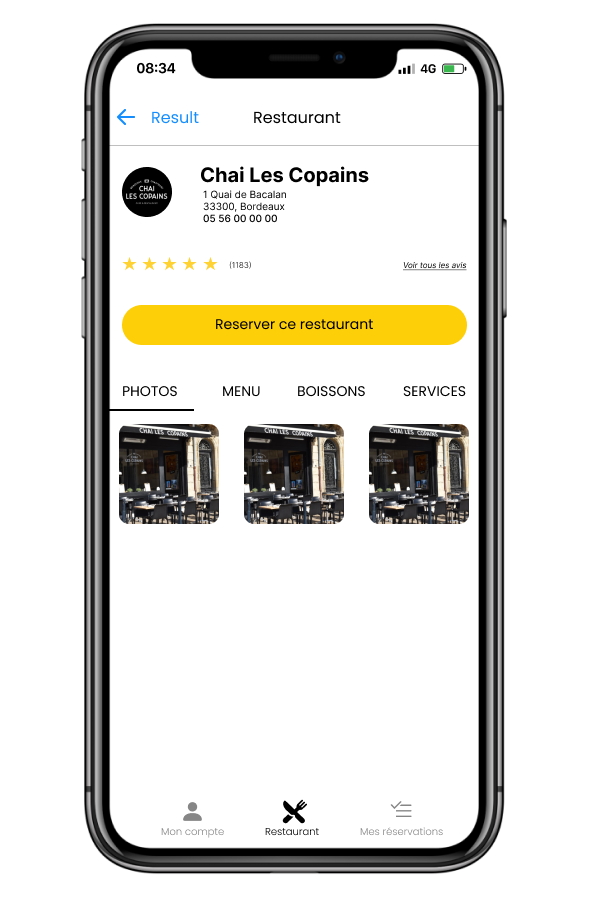 08:34
4G
Result
Restaurant
CHAI
LES COPAINS
Chai Les Copains
1 Quai de Bacalan
33300, Bordeaux
05 56 00 00 00
(1183)
Voir tous les avis
Reserver ce restaurant
PHOTOS
MENU
BOISSONS
SERVICES
CHAI LES COPAINS
CHAI LES COPAINS
CHAI LES COPAINS
Mon compte
Restaurant
Mes réservations